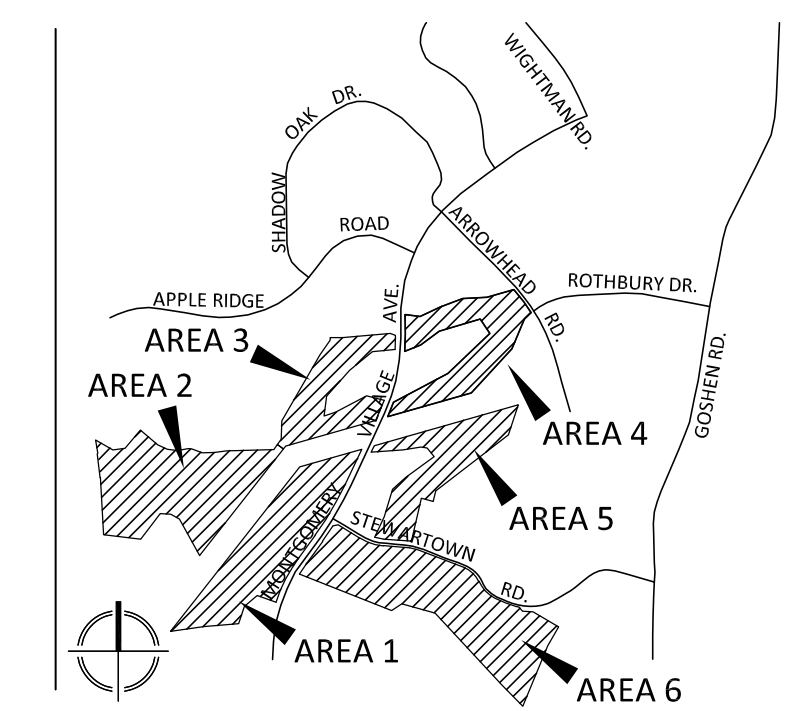 WIGHTMAN RD.
OAK DR.
SHADOW
ROAD
ARROWHEAD
APPLE RIDGE
AVE.
ROTHBURY DR.
RD.
AREA 3
GOSHEN RD.
AREA 2
VILLAGE
AREA 4
MONTGOMERY
STEWARTOWN
AREA 5
RD.
AREA 1
AREA 6